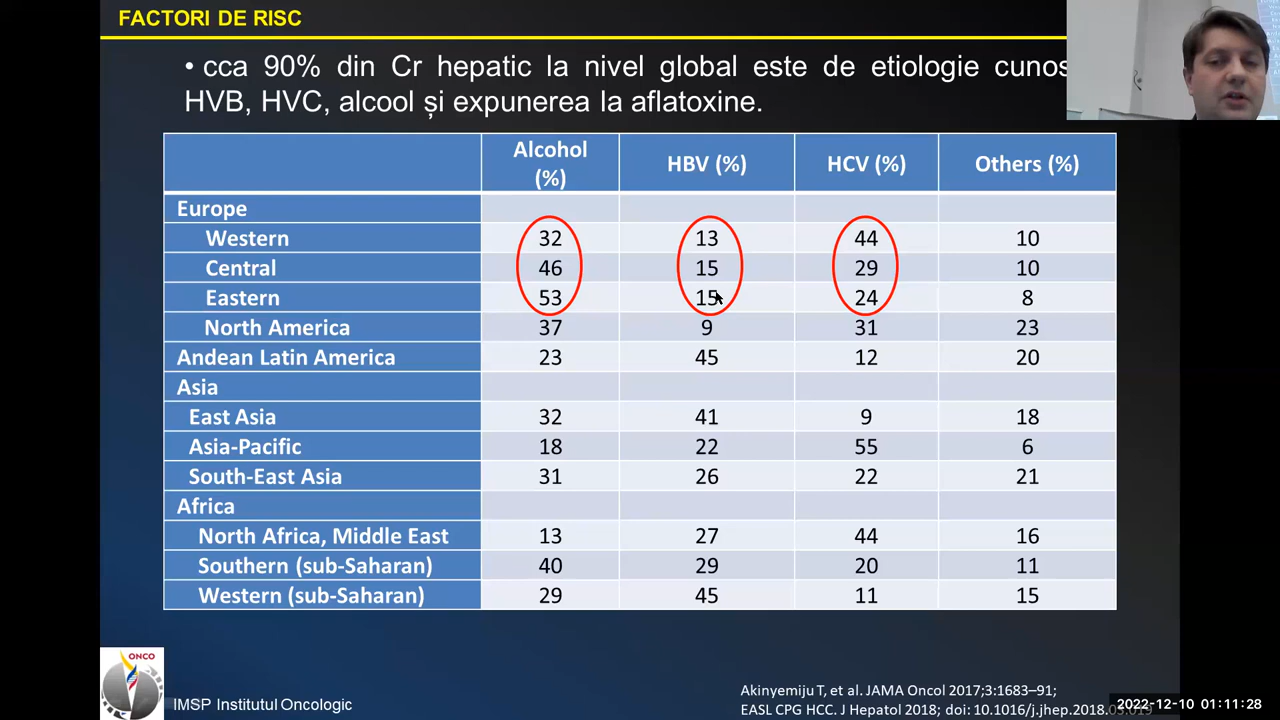 FACTORI DE RISC
• cca 90% din Cr hepatic la nivel global este de etiologie
HVB, HVC, alcool și expunerea la aflatoxine.
Alcohol (%) HBV (%) HCV (%) Others (%)
Europe
Western 32 13 44 10
Central 46 15 29 10
Eastern 53 15 24 8
North America 37 9 31 23
Andean Latin America 23 45 12 20
Asia
East Asia 32 41 9 18
Asia-Pacific 18 22 55 6
South-East Asia 31 26 22 21
Africa
North Africa, Middle East 13 27 44 16
Southern (sub-Saharan) 40 29 20 11
Western (sub-Saharan) 29 45 11 15
ONCO
IMSP Institutul Oncologic
Akinyemiju T, et al. JAMA Oncol 2017;3:1683–91;
EASL CPG HCC. J Hepatol 2018; doi:
2022-12-10 01:11:28